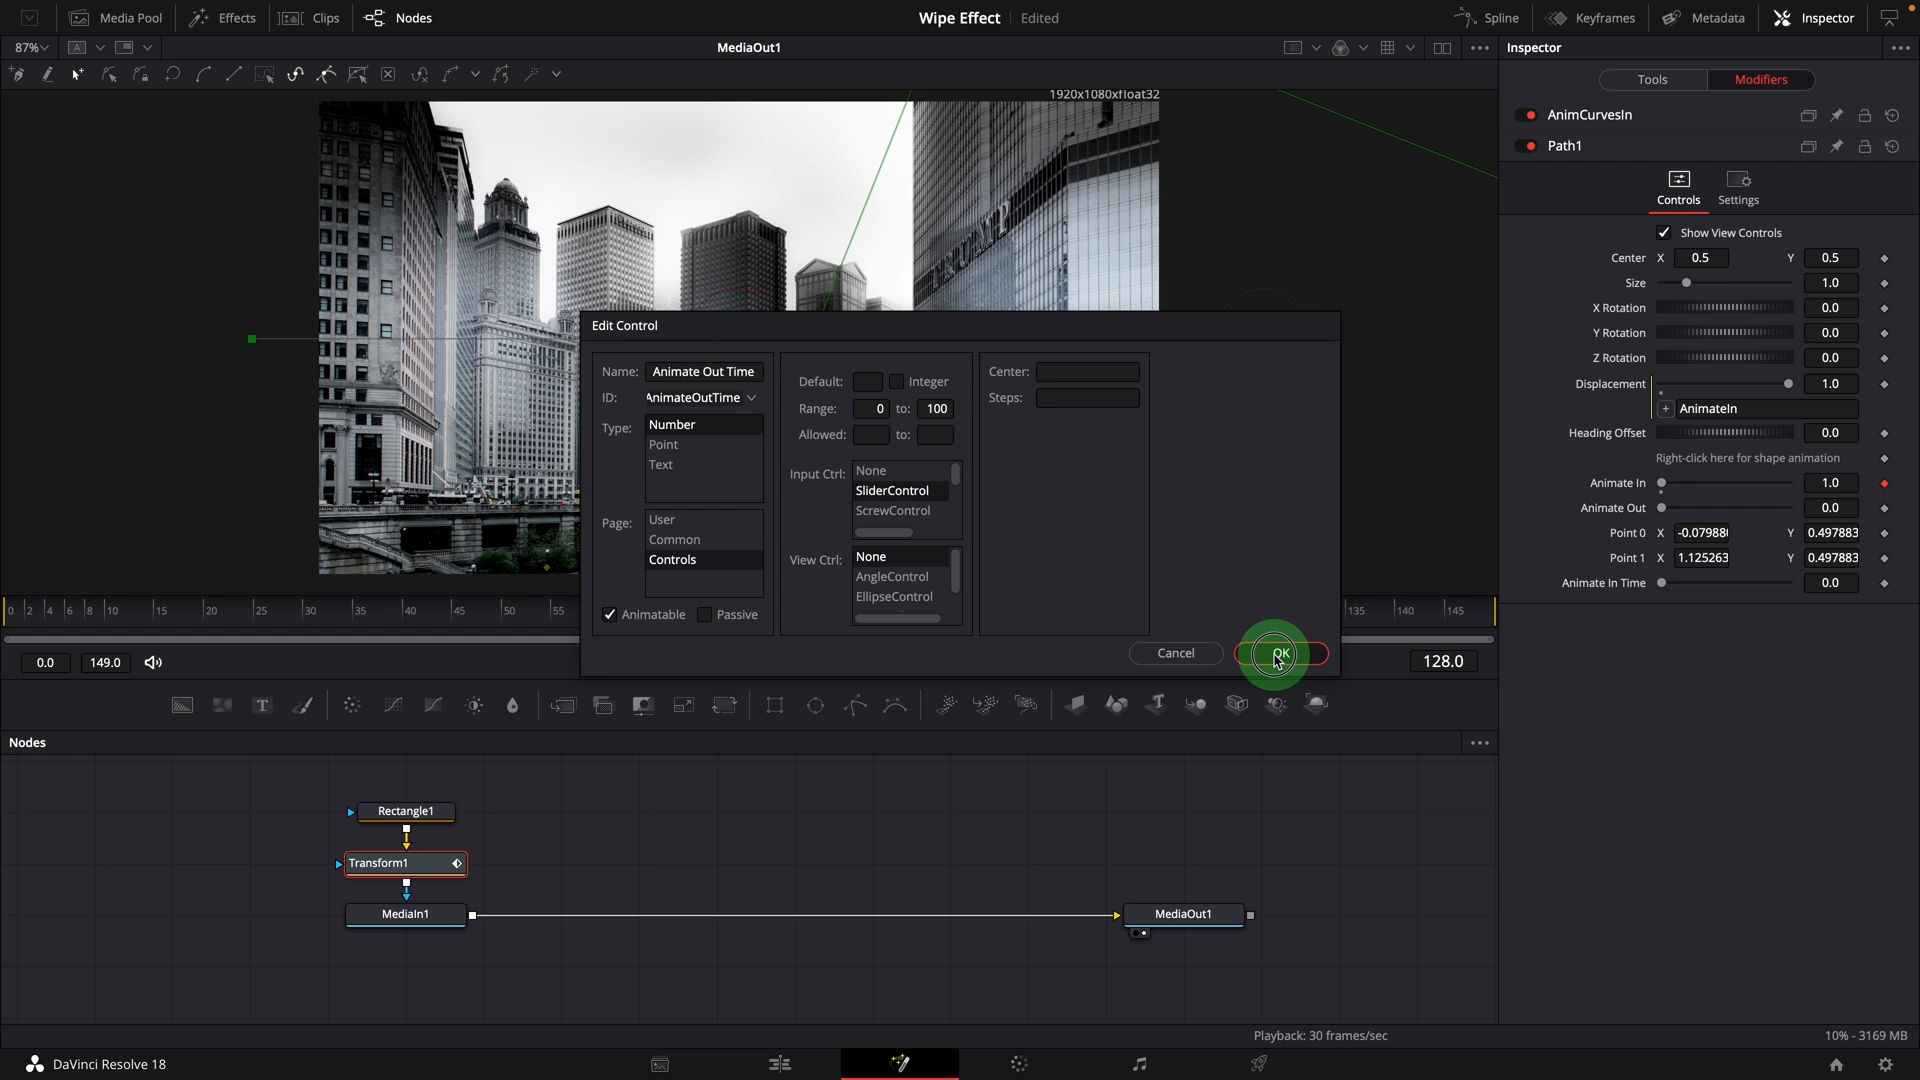 Media Pool
Effects
Clips
Nodes
Wipe Effect
Edited
Spline
Keyframes
Metadata
Inspector
87%
A
MediaOut1
Inspector
1920x1080xfloat32
Tools
Modifiers
AnimCurvesIn
Path1
Controls
Settings
Show View Controls
Center X 0.5 Y 0.5
Size 1.0
X Rotation 0.0
Y Rotation 0.0
Z Rotation 0.0
Displacement 1.0
+ AnimateIn
Heading Offset 0.0
Right-click here for shape animation
Animate In 1.0
Animate Out 0.0
Point 0 X -0.07988 Y 0.497883
Point 1 X 1.125263 Y 0.497883
Animate In Time 0.0
TRUMP
Edit Control
Name: Animate Out Time
ID: AnimateOutTime
Type: Number
Point
Text
Page: User
Common
Controls
Animatable
Passive
Default:
Integer
Range: 0 to: 100
Allowed: to:
Input Ctrl: None
SliderControl
ScrewControl
View Ctrl: None
AngleControl
EllipseControl
Center:
Steps:
Cancel
OK
0 2 4 6 8 10 15 20 25 30 35 40 45 50 55 135 140 145
0.0
149.0
128.0
Nodes
Rectangle1
Transform1
MediaIn1
MediaOut1
Playback: 30 frames/sec
10% - 3169 MB
DaVinci Resolve 18